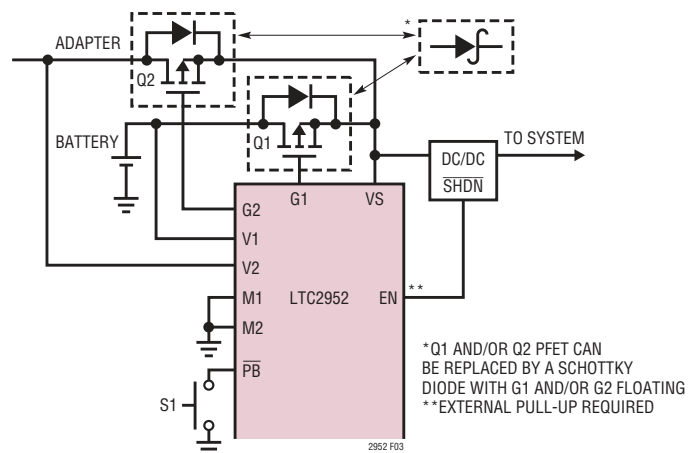 *
ADAPTER
Q2
BATTERY
Q1
TO SYSTEM
DC/DC
SHDN
G1
VS
G2
V1
V2
M1
LTC2952
EN
**
M2
PB
S1
*Q1 AND/OR Q2 PFET CAN
BE REPLACED BY A SCHOTTKY
DIODE WITH G1 AND/OR G2 FLOATING
**EXTERNAL PULL-UP REQUIRED
2952 F03